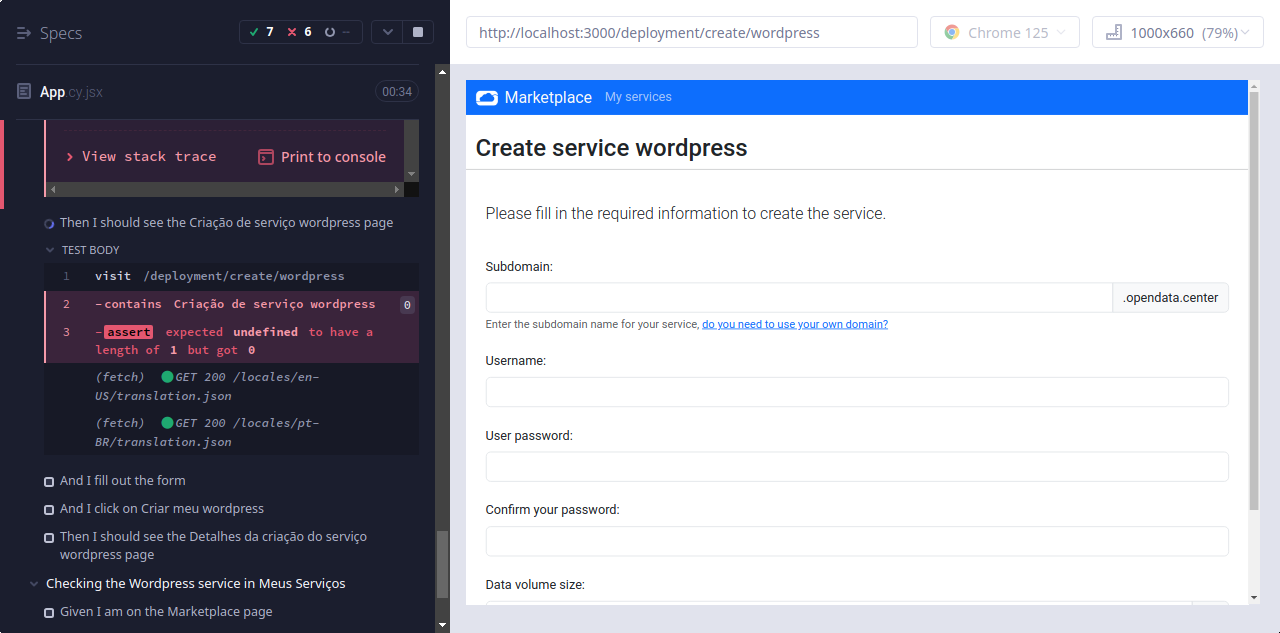 Specs
7 6 --
App.cy.jsx
00:34
View stack trace
Print to console
Then I should see the Criação de serviço wordpress page
TEST BODY
1 visit /deployment/create/wordpress
2 -contains Criação de serviço wordpress 0
3 -assert expected undefined to have a
length of 1 but got 0
(fetch) GET 200 /locales/en-
US/translation.json
(fetch) GET 200 /locales/pt-
BR/translation.json
And I fill out the form
And I click on Criar meu wordpress
Then I should see the Detalhes da criação do serviço
wordpress page
Checking the Wordpress service in Meus Serviços
Given I am on the Marketplace page
http://localhost:3000/deployment/create/wordpress
Chrome 125
1000x660 (79%)
Marketplace My services
Create service wordpress
Please fill in the required information to create the service.
Subdomain:
.opendata.center
Enter the subdomain name for your service, do you need to use your own domain?
Username:
User password:
Confirm your password:
Data volume size: